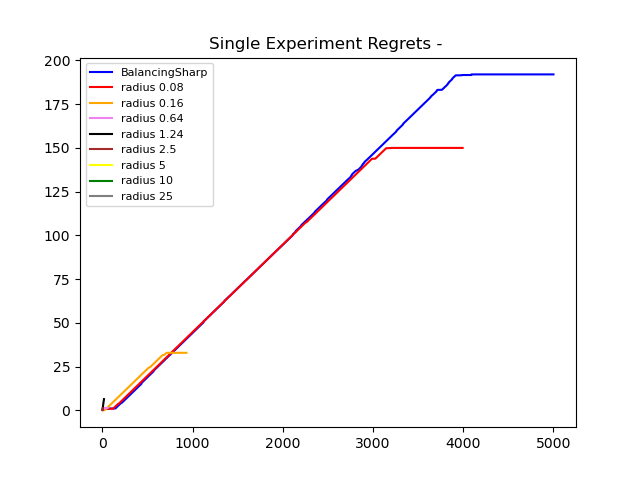 Single Experiment Regrets -
BalancingSharp
radius 0.08
radius 0.16
radius 0.64
radius 1.24
radius 2.5
radius 5
radius 10
radius 25
200
175
150
125
100
75
50
25
0
0 1000 2000 3000 4000 5000